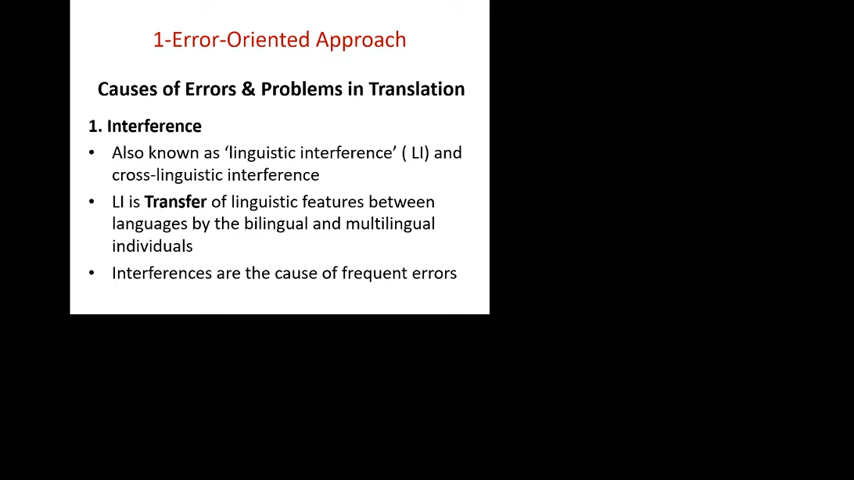 1-Error-Oriented Approach
Causes of Errors & Problems in Translation
1. Interference
• Also known as ‘linguistic interference’ ( LI) and
cross-linguistic interference
• LI is Transfer of linguistic features between
languages by the bilingual and multilingual
individuals
• Interferences are the cause of frequent errors